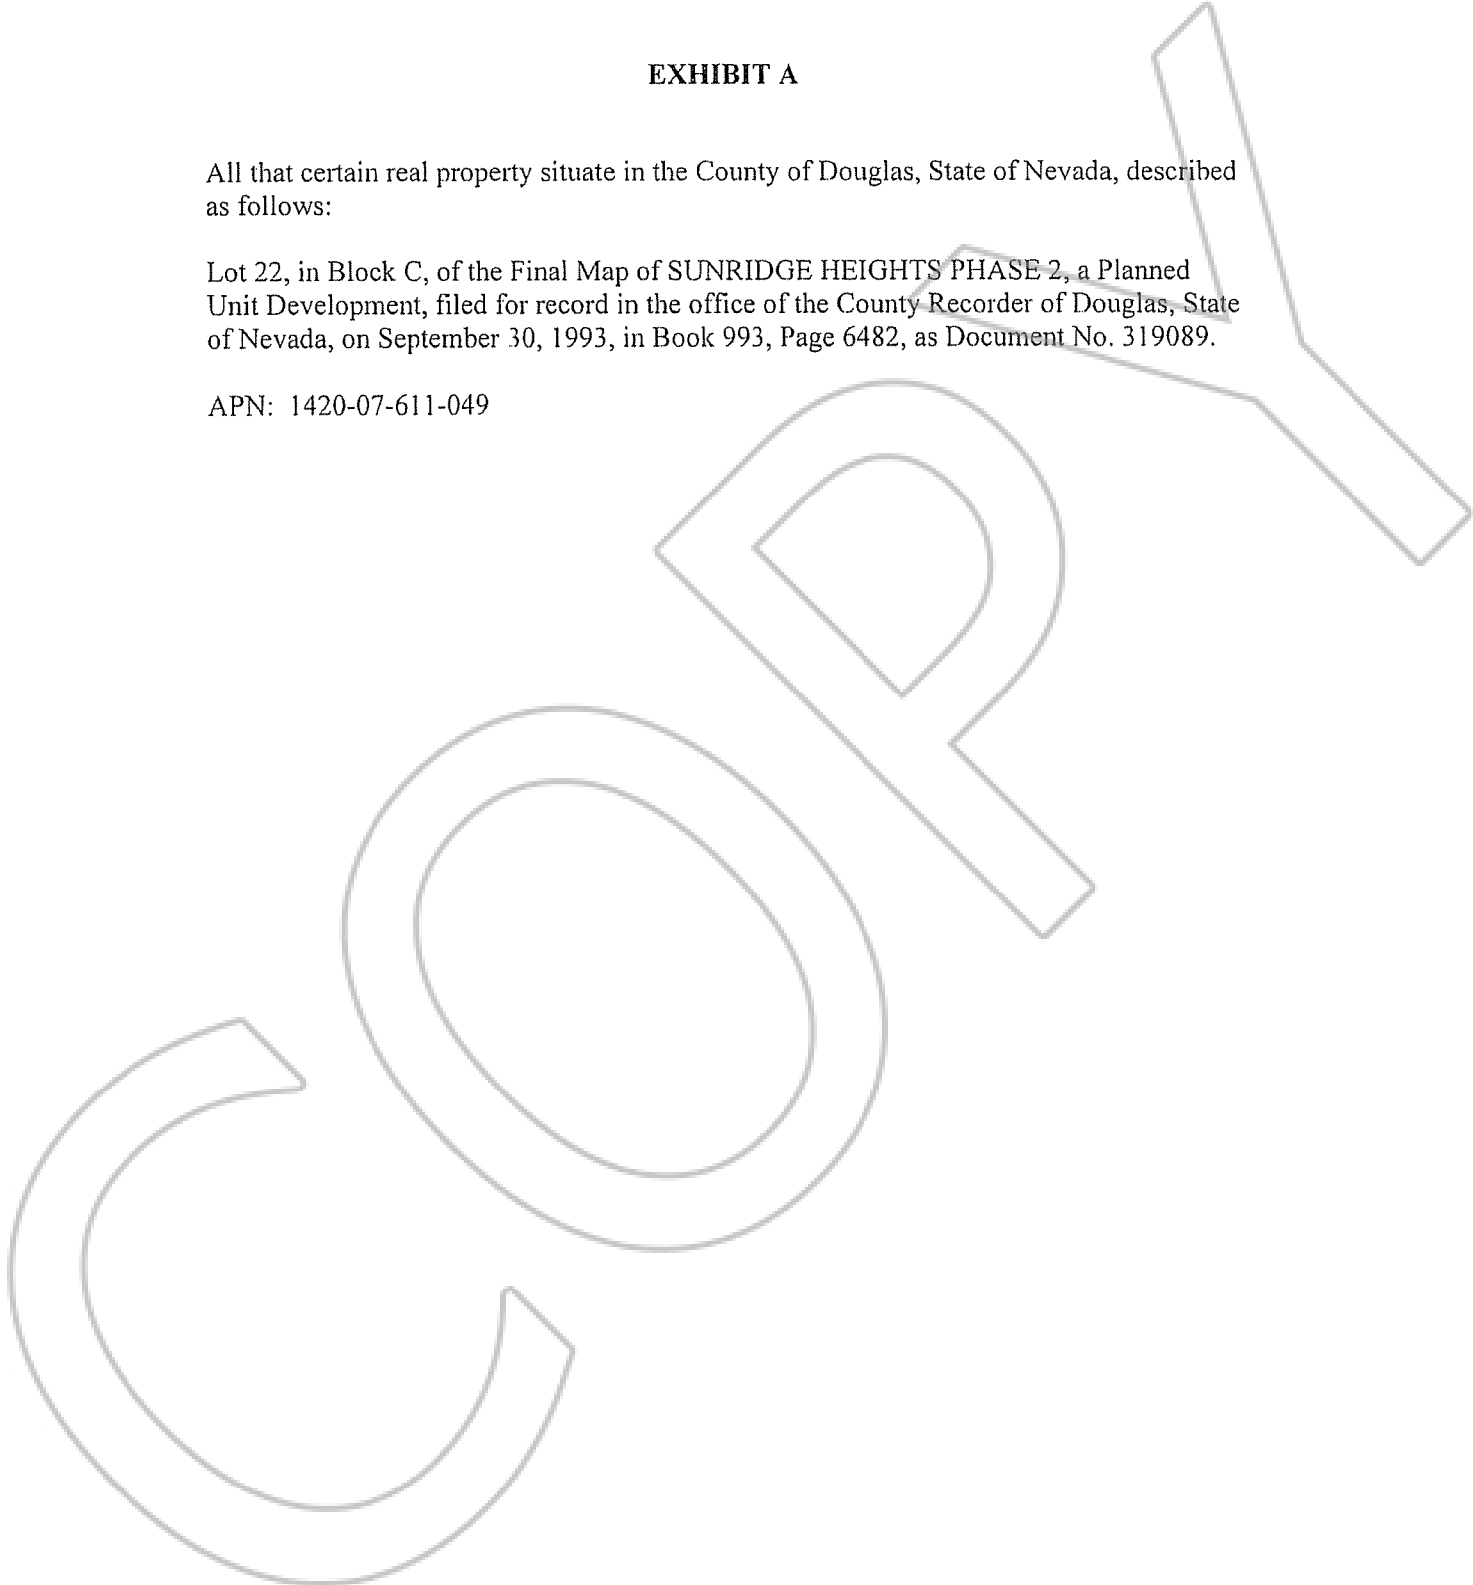 EXHIBIT A
All that certain real property situate in the County of Douglas, State of Nevada, described
as follows:
Lot 22, in Block C, of the Final Map of SUNRIDGE HEIGHTS PHASE 2, a Planned
Unit Development, filed for record in the office of the County Recorder of Douglas, State
of Nevada, on September 30, 1993, in Book 993, Page 6482, as Document No. 319089.
APN: 1420-07-611-049
COPY